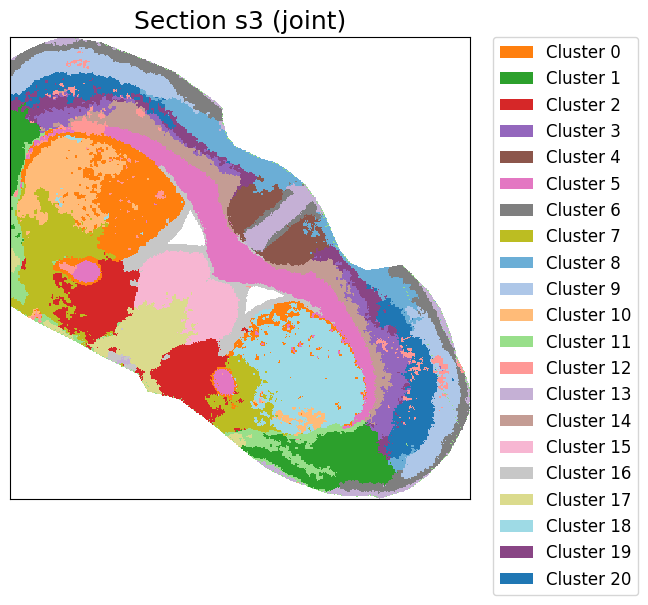 Section s3 (joint)
Cluster 0
Cluster 1
Cluster 2
Cluster 3
Cluster 4
Cluster 5
Cluster 6
Cluster 7
Cluster 8
Cluster 9
Cluster 10
Cluster 11
Cluster 12
Cluster 13
Cluster 14
Cluster 15
Cluster 16
Cluster 17
Cluster 18
Cluster 19
Cluster 20